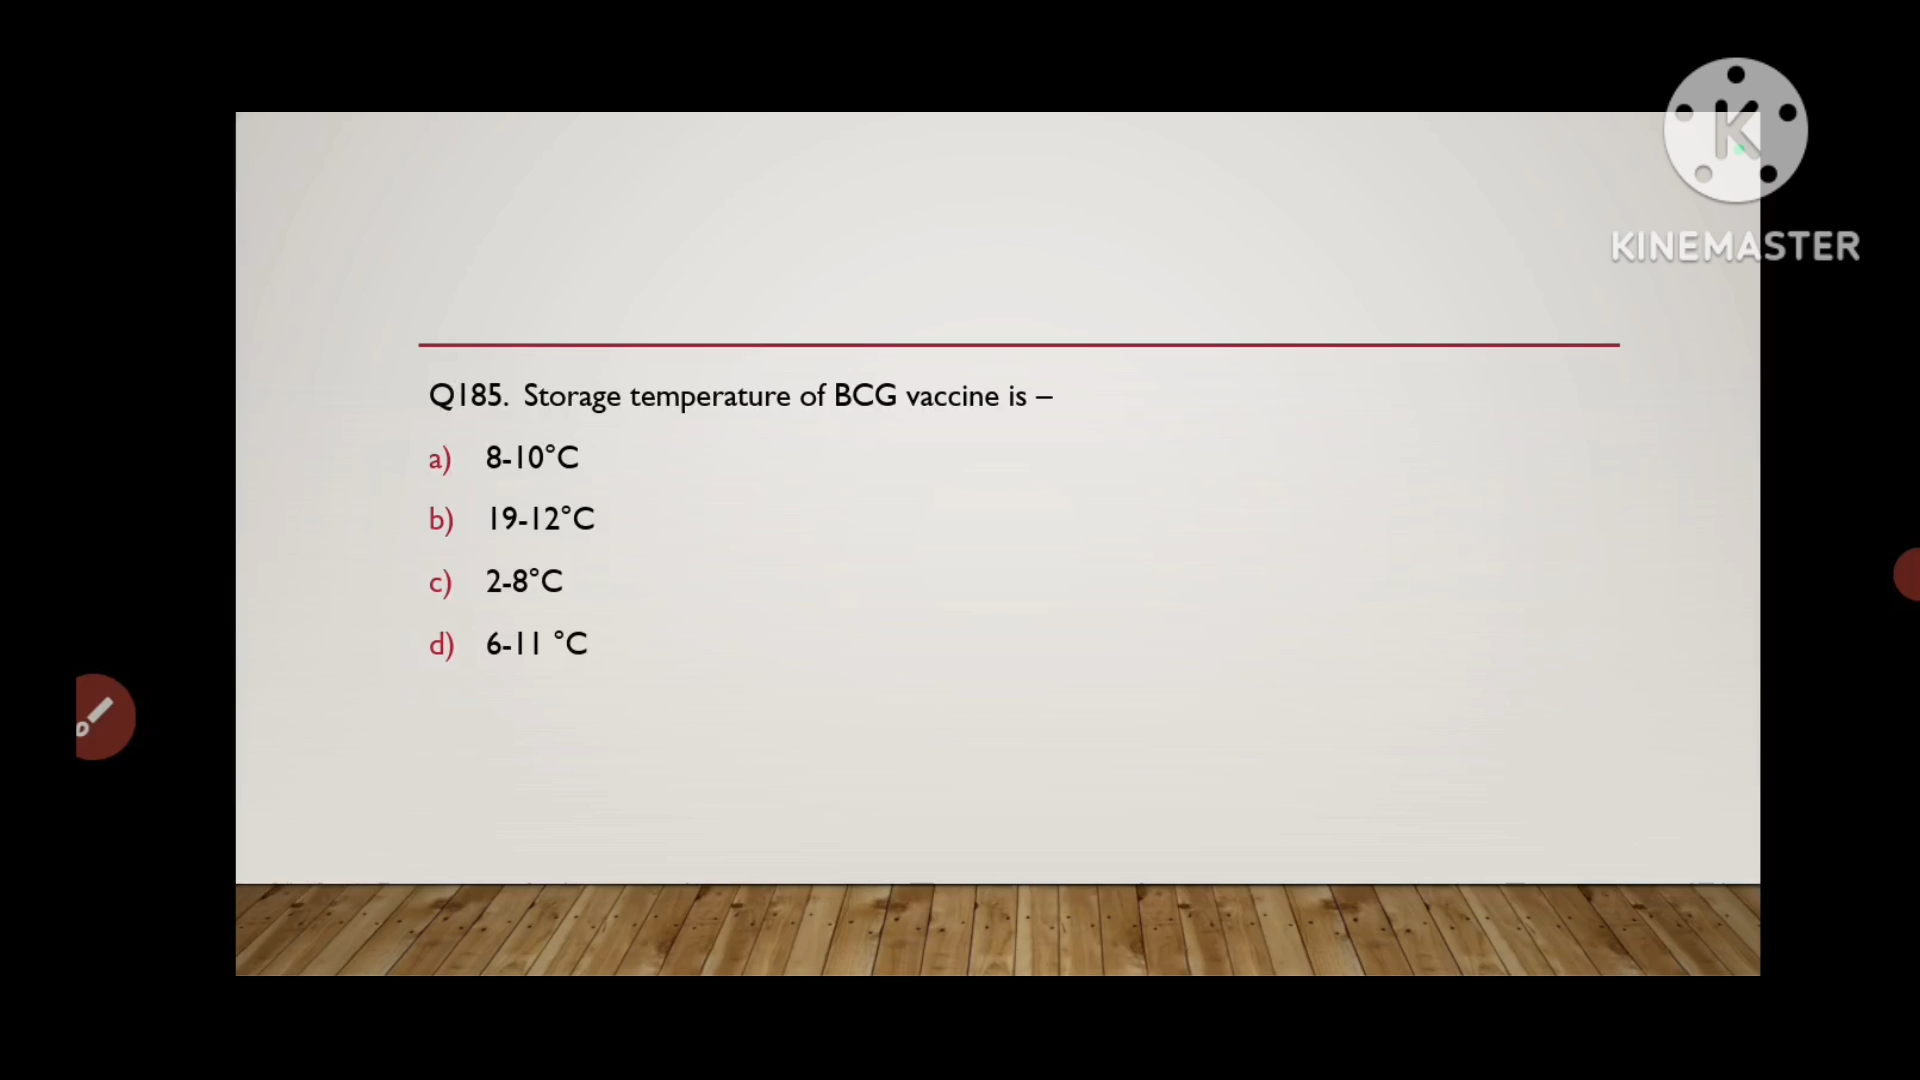 K
KINEMASTER
Q185. Storage temperature of BCG vaccine is –
a) 8-10°C
b) 19-12°C
c) 2-8°C
d) 6-11 °C